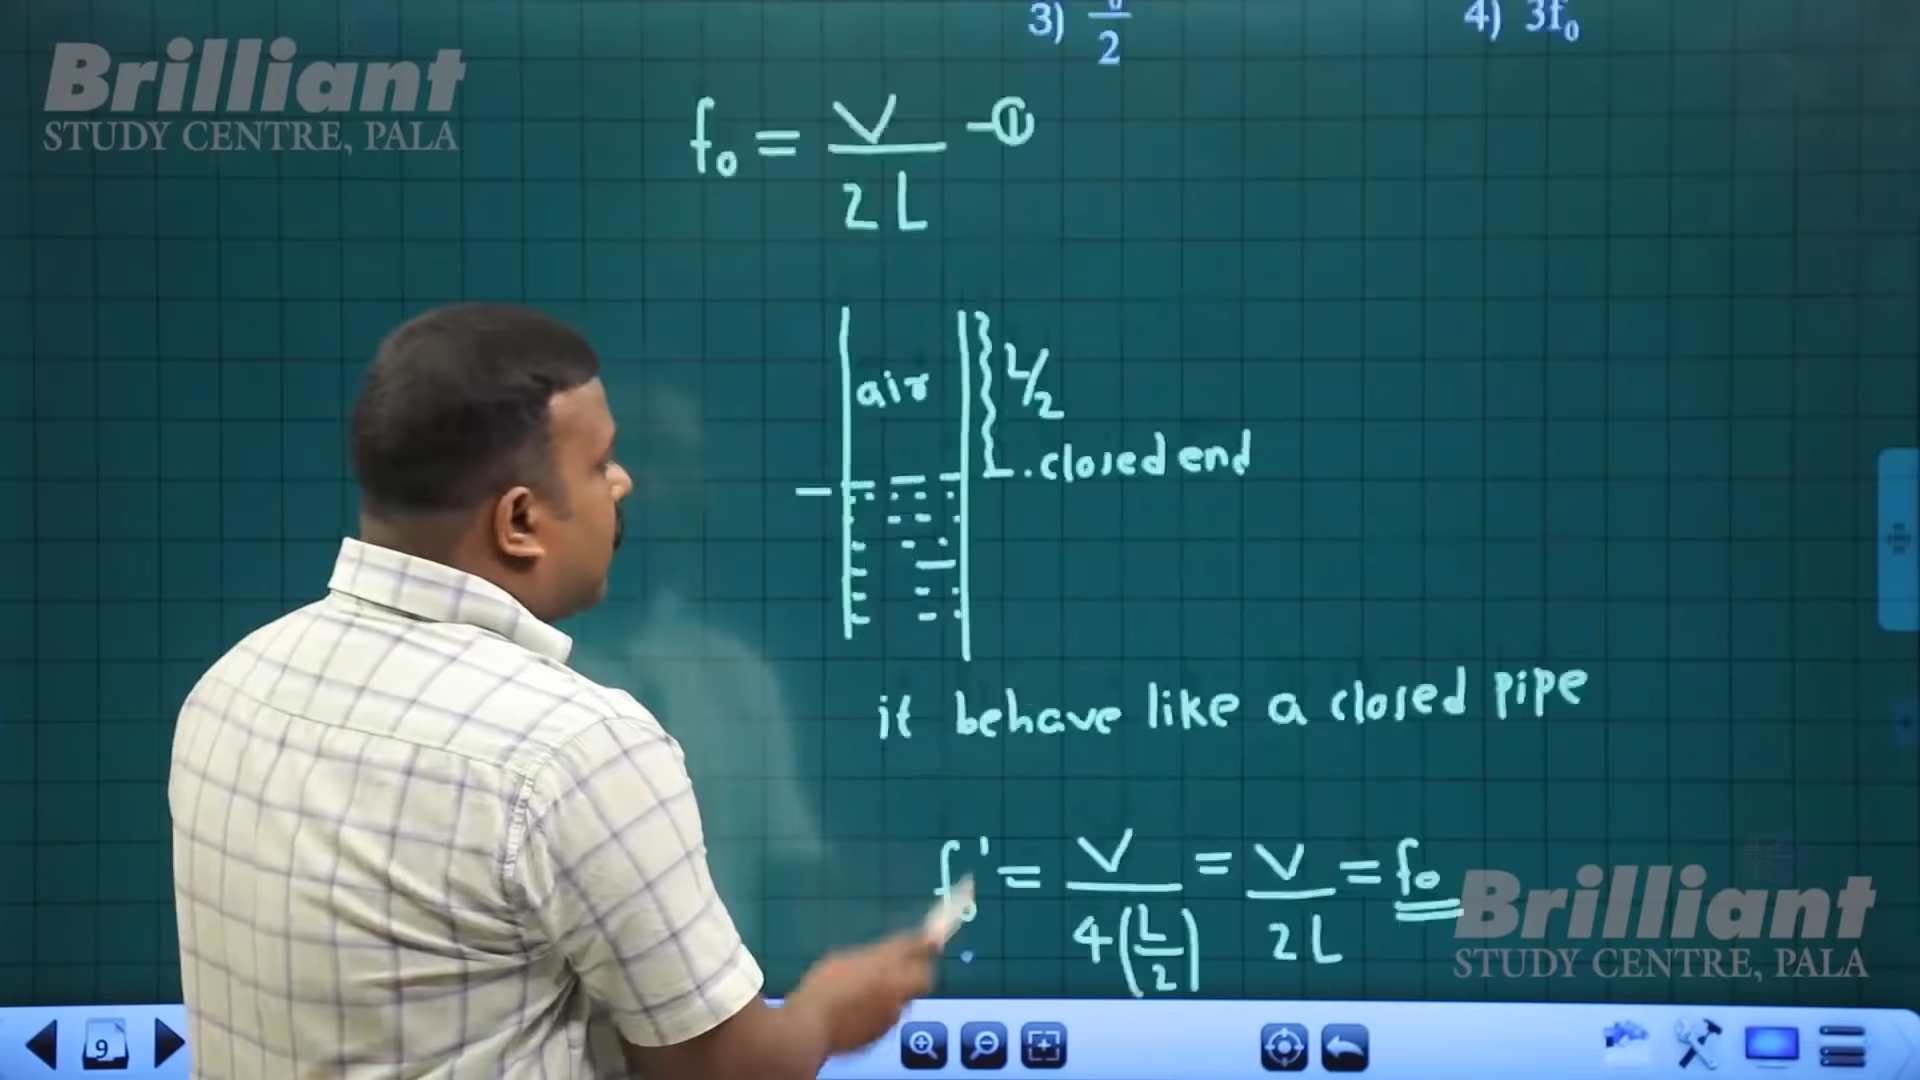 3) 2
4) 3f₀
Brilliant
STUDY CENTRE, PALA
f₀ = V/2L -①
air
L/2
closed end
it behave like a closed pipe
f₀' = V/4(L/2) = V/2L = f₀
Brilliant
STUDY CENTRE, PALA
9